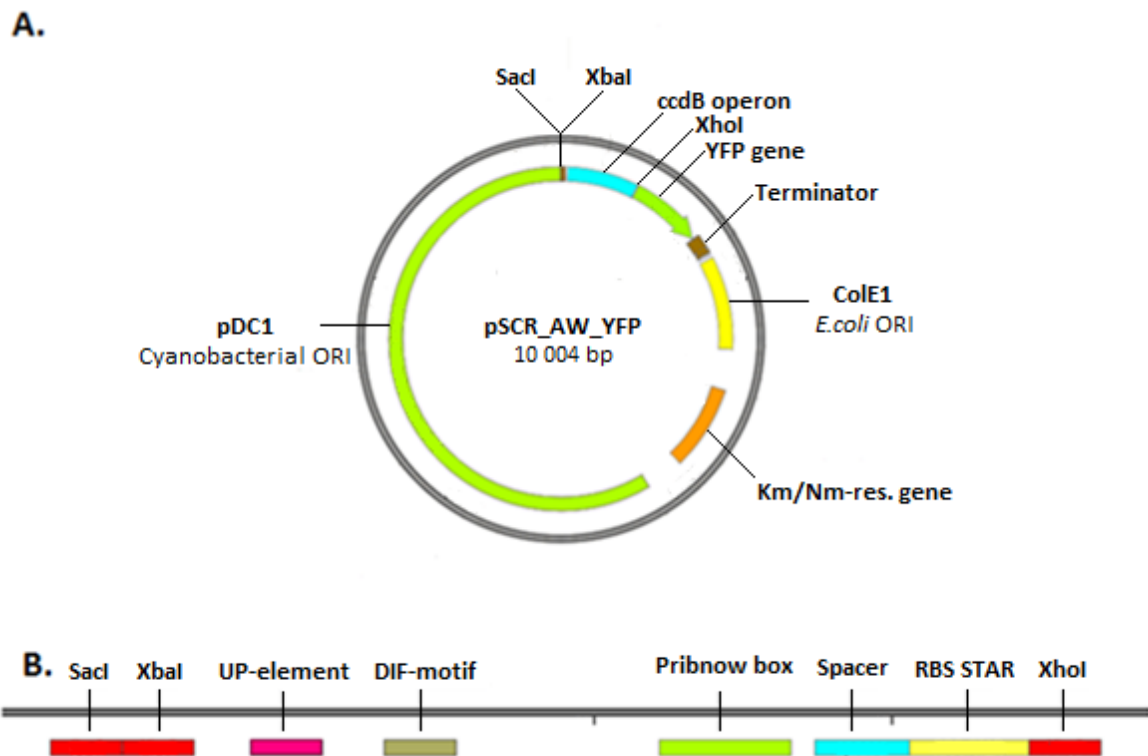 A.
SacI XbaI
ccdB operon
XhoI
YFP gene
Terminator
ColE1
E.coli ORI
pSCR_AW_YFP
10 004 bp
pDC1
Cyanobacterial ORI
Km/Nm-res. gene
B. SacI XbaI UP-element DIF-motif Pribnow box Spacer RBS STAR XhoI